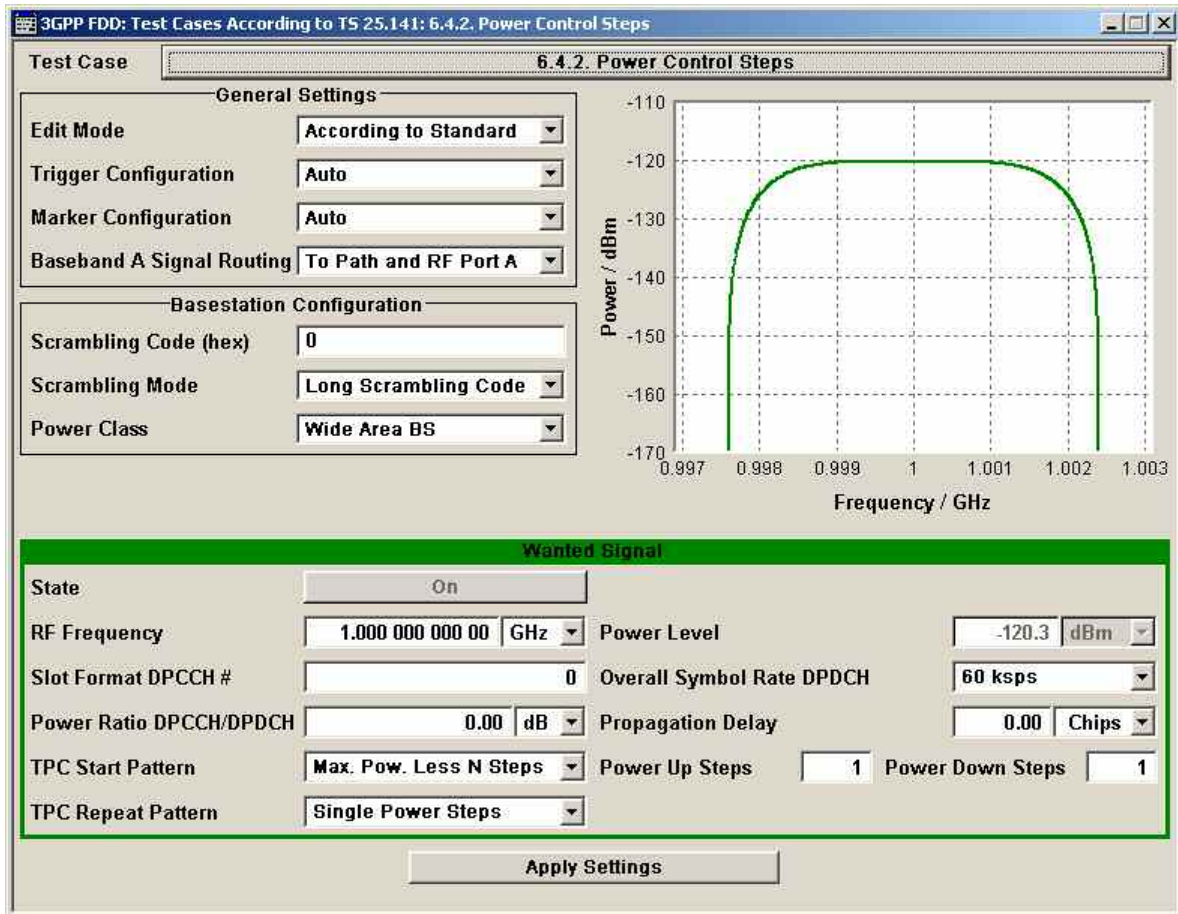 3GPP FDD: Test Cases According to TS 25.141: 6.4.2. Power Control Steps
Test Case 6.4.2. Power Control Steps
General Settings
Edit Mode According to Standard
Trigger Configuration Auto
Marker Configuration Auto
Baseband A Signal Routing To Path and RF Port A
Basestation Configuration
Scrambling Code (hex) 0
Scrambling Mode Long Scrambling Code
Power Class Wide Area BS
Power / dBm
-110
-120
-130
-140
-150
-160
-170
0.997 0.998 0.999 1 1.001 1.002 1.003
Frequency / GHz
Wanted Signal
State On
RF Frequency 1.000 000 000 00 GHz Power Level -120.3 dBm
Slot Format DPCCH # 0 Overall Symbol Rate DPDCH 60 ksps
Power Ratio DPCCH/DPDCH 0.00 dB Propagation Delay 0.00 Chips
TPC Start Pattern Max. Pow. Less N Steps Power Up Steps 1 Power Down Steps 1
TPC Repeat Pattern Single Power Steps
Apply Settings